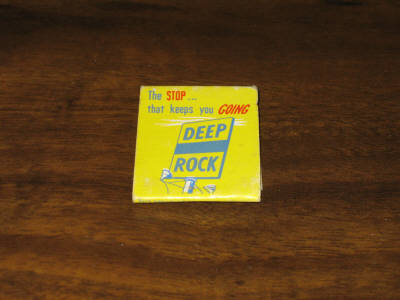 The STOP...
that keeps you GOING
DEEP
ROCK